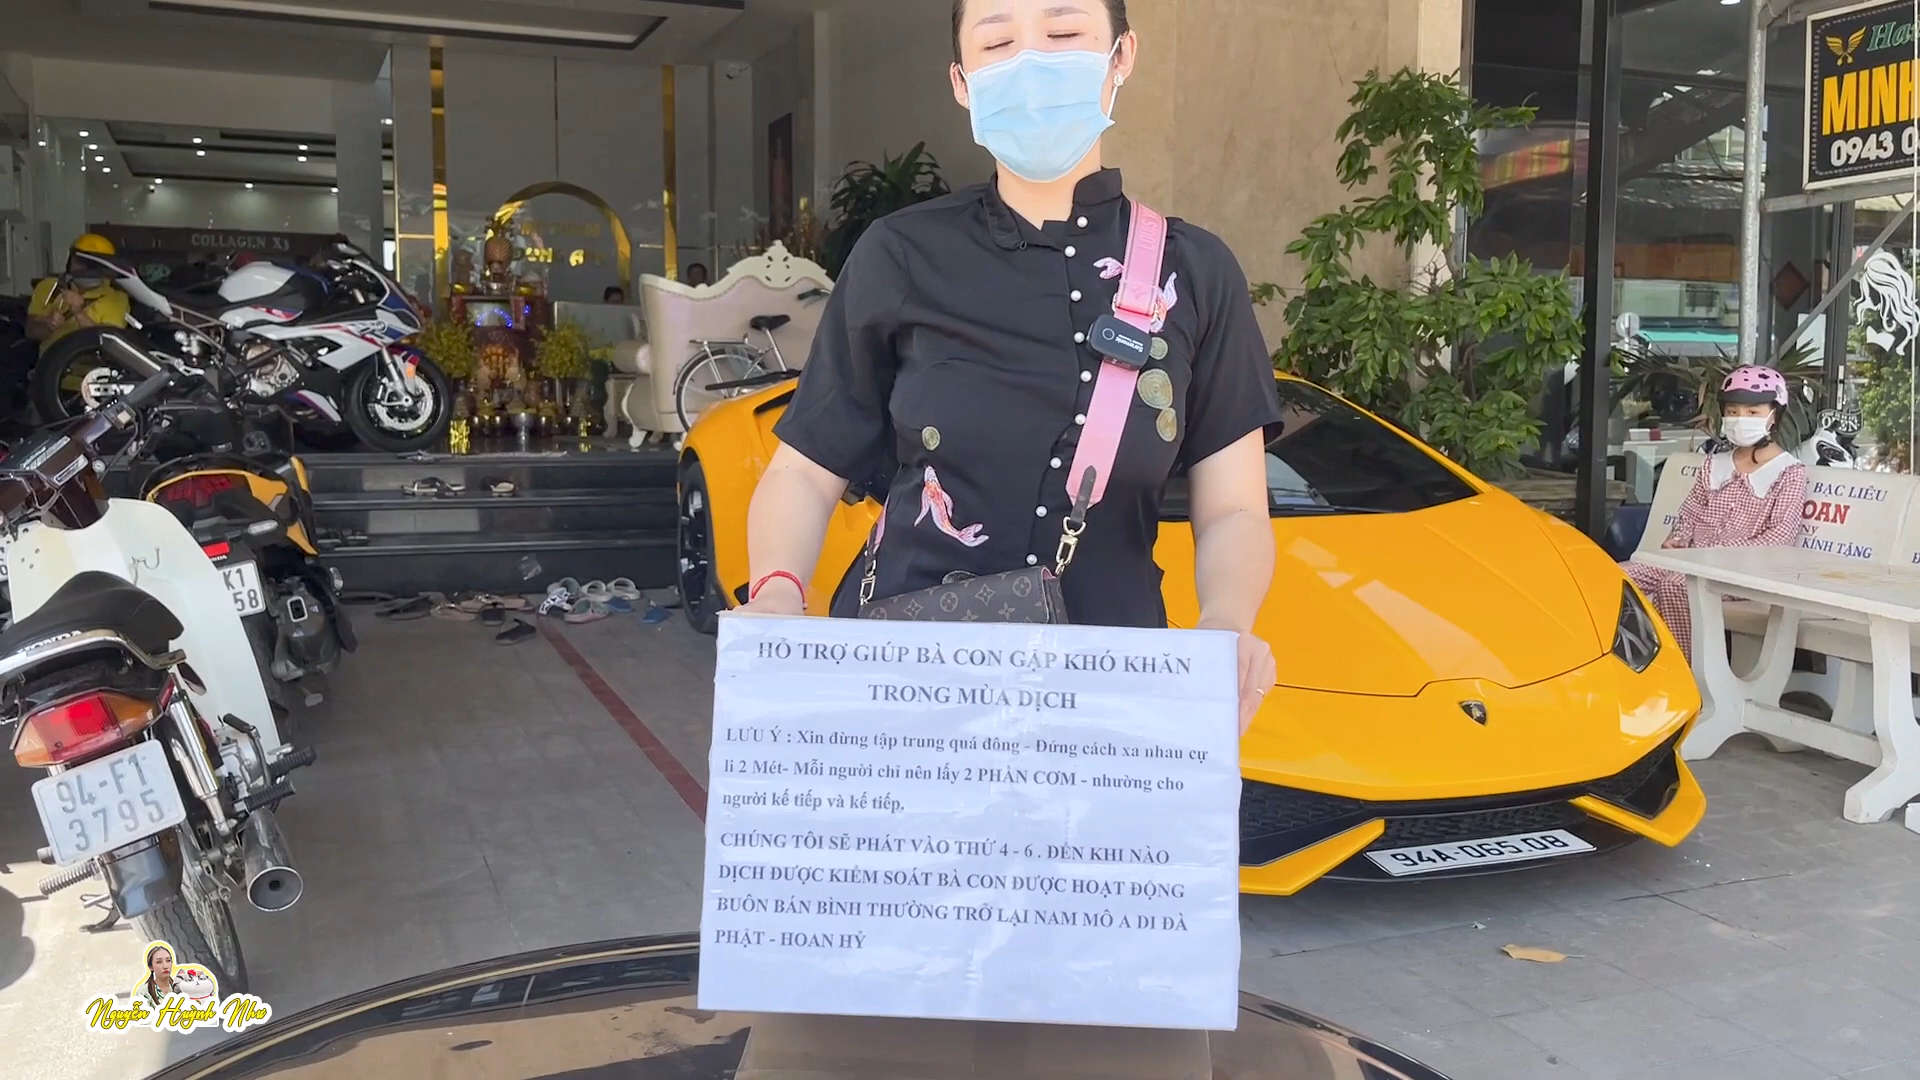 HỖ TRỢ GIÚP BÀ CON GẶP KHÓ KHĂN
TRONG MÙA DỊCH
LƯU Ý : Xin đừng tập trung quá đông - Đứng cách xa nhau cự
li 2 Mét- Mỗi người chỉ nên lấy 2 PHẦN CƠM - nhường cho
người kế tiếp và kế tiếp.
CHÚNG TÔI SẼ PHÁT VÀO THỨ 4 - 6 . ĐẾN KHI NÀO
DỊCH ĐƯỢC KIỂM SOÁT BÀ CON ĐƯỢC HOẠT ĐỘNG
BUÔN BÁN BÌNH THƯỜNG TRỞ LẠI NAM MÔ A DI ĐÀ
PHẬT - HOAN HỶ
COLLAGEN X3
MINH
0943 0
BẠC LIÊU
OAN
KÍNH TẶNG
94A-065.08
94-F1
3795
HONDA
K1
58
Saramonic
Nguyễn Huỳnh Như